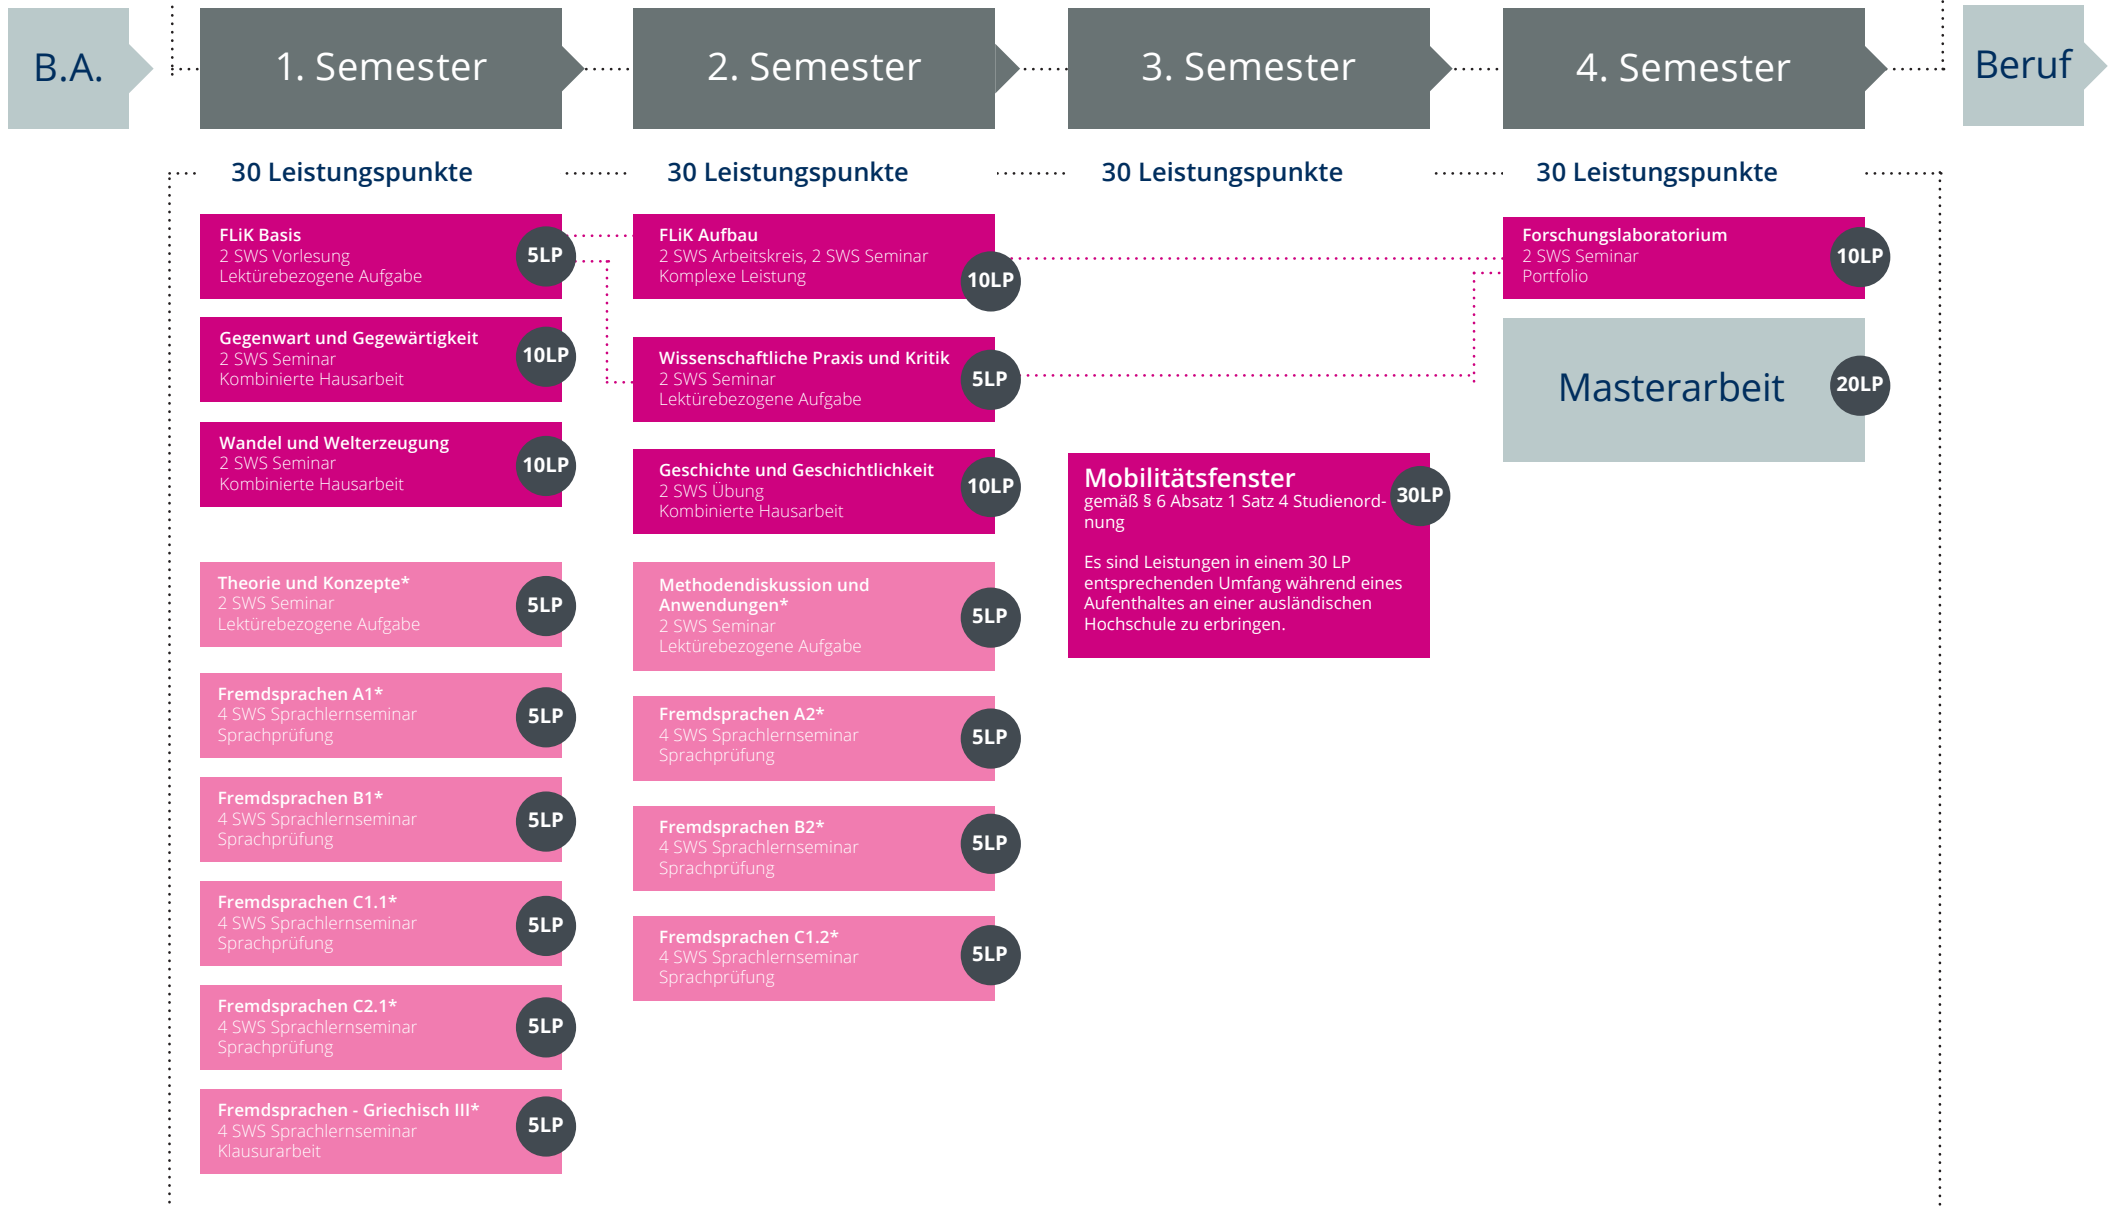 B.A.
1. Semester
2. Semester
3. Semester
4. Semester
Beruf
30 Leistungspunkte
30 Leistungspunkte
30 Leistungspunkte
30 Leistungspunkte
FLiK Basis
2 SWS Vorlesung
Lektürebezogene Aufgabe
5LP
Gegenwart und Gegewärtigkeit
2 SWS Seminar
Kombinierte Hausarbeit
10LP
Wandel und Welterzeugung
2 SWS Seminar
Kombinierte Hausarbeit
10LP
Theorie und Konzepte*
2 SWS Seminar
Lektürebezogene Aufgabe
5LP
Fremdsprachen A1*
4 SWS Sprachlernseminar
Sprachprüfung
5LP
Fremdsprachen B1*
4 SWS Sprachlernseminar
Sprachprüfung
5LP
Fremdsprachen C1.1*
4 SWS Sprachlernseminar
Sprachprüfung
5LP
Fremdsprachen C2.1*
4 SWS Sprachlernseminar
Sprachprüfung
5LP
Fremdsprachen - Griechisch III*
4 SWS Sprachlernseminar
Klausurarbeit
5LP
FLiK Aufbau
2 SWS Arbeitskreis, 2 SWS Seminar
Komplexe Leistung
10LP
Wissenschaftliche Praxis und Kritik
2 SWS Seminar
Lektürebezogene Aufgabe
5LP
Geschichte und Geschichtlichkeit
2 SWS Übung
Kombinierte Hausarbeit
10LP
Methodendiskussion und
Anwendungen*
2 SWS Seminar
Lektürebezogene Aufgabe
5LP
Fremdsprachen A2*
4 SWS Sprachlernseminar
Sprachprüfung
5LP
Fremdsprachen B2*
4 SWS Sprachlernseminar
Sprachprüfung
5LP
Fremdsprachen C1.2*
4 SWS Sprachlernseminar
Sprachprüfung
5LP
Mobilitätsfenster
gemäß § 6 Absatz 1 Satz 4 Studienord-
nung
Es sind Leistungen in einem 30 LP
entsprechenden Umfang während eines
Aufenthaltes an einer ausländischen
Hochschule zu erbringen.
30LP
Forschungslaboratorium
2 SWS Seminar
Portfolio
10LP
Masterarbeit
20LP